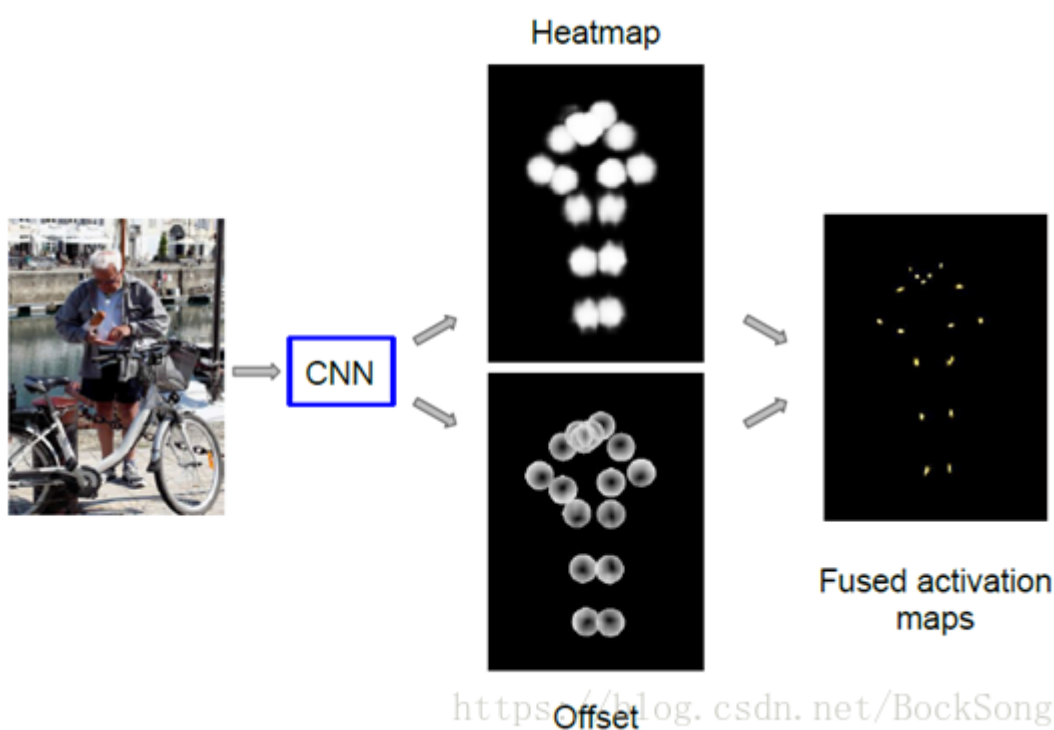 Heatmap
CNN
Fused activation
maps
https://blog.csdn.net/BockSong
Offset